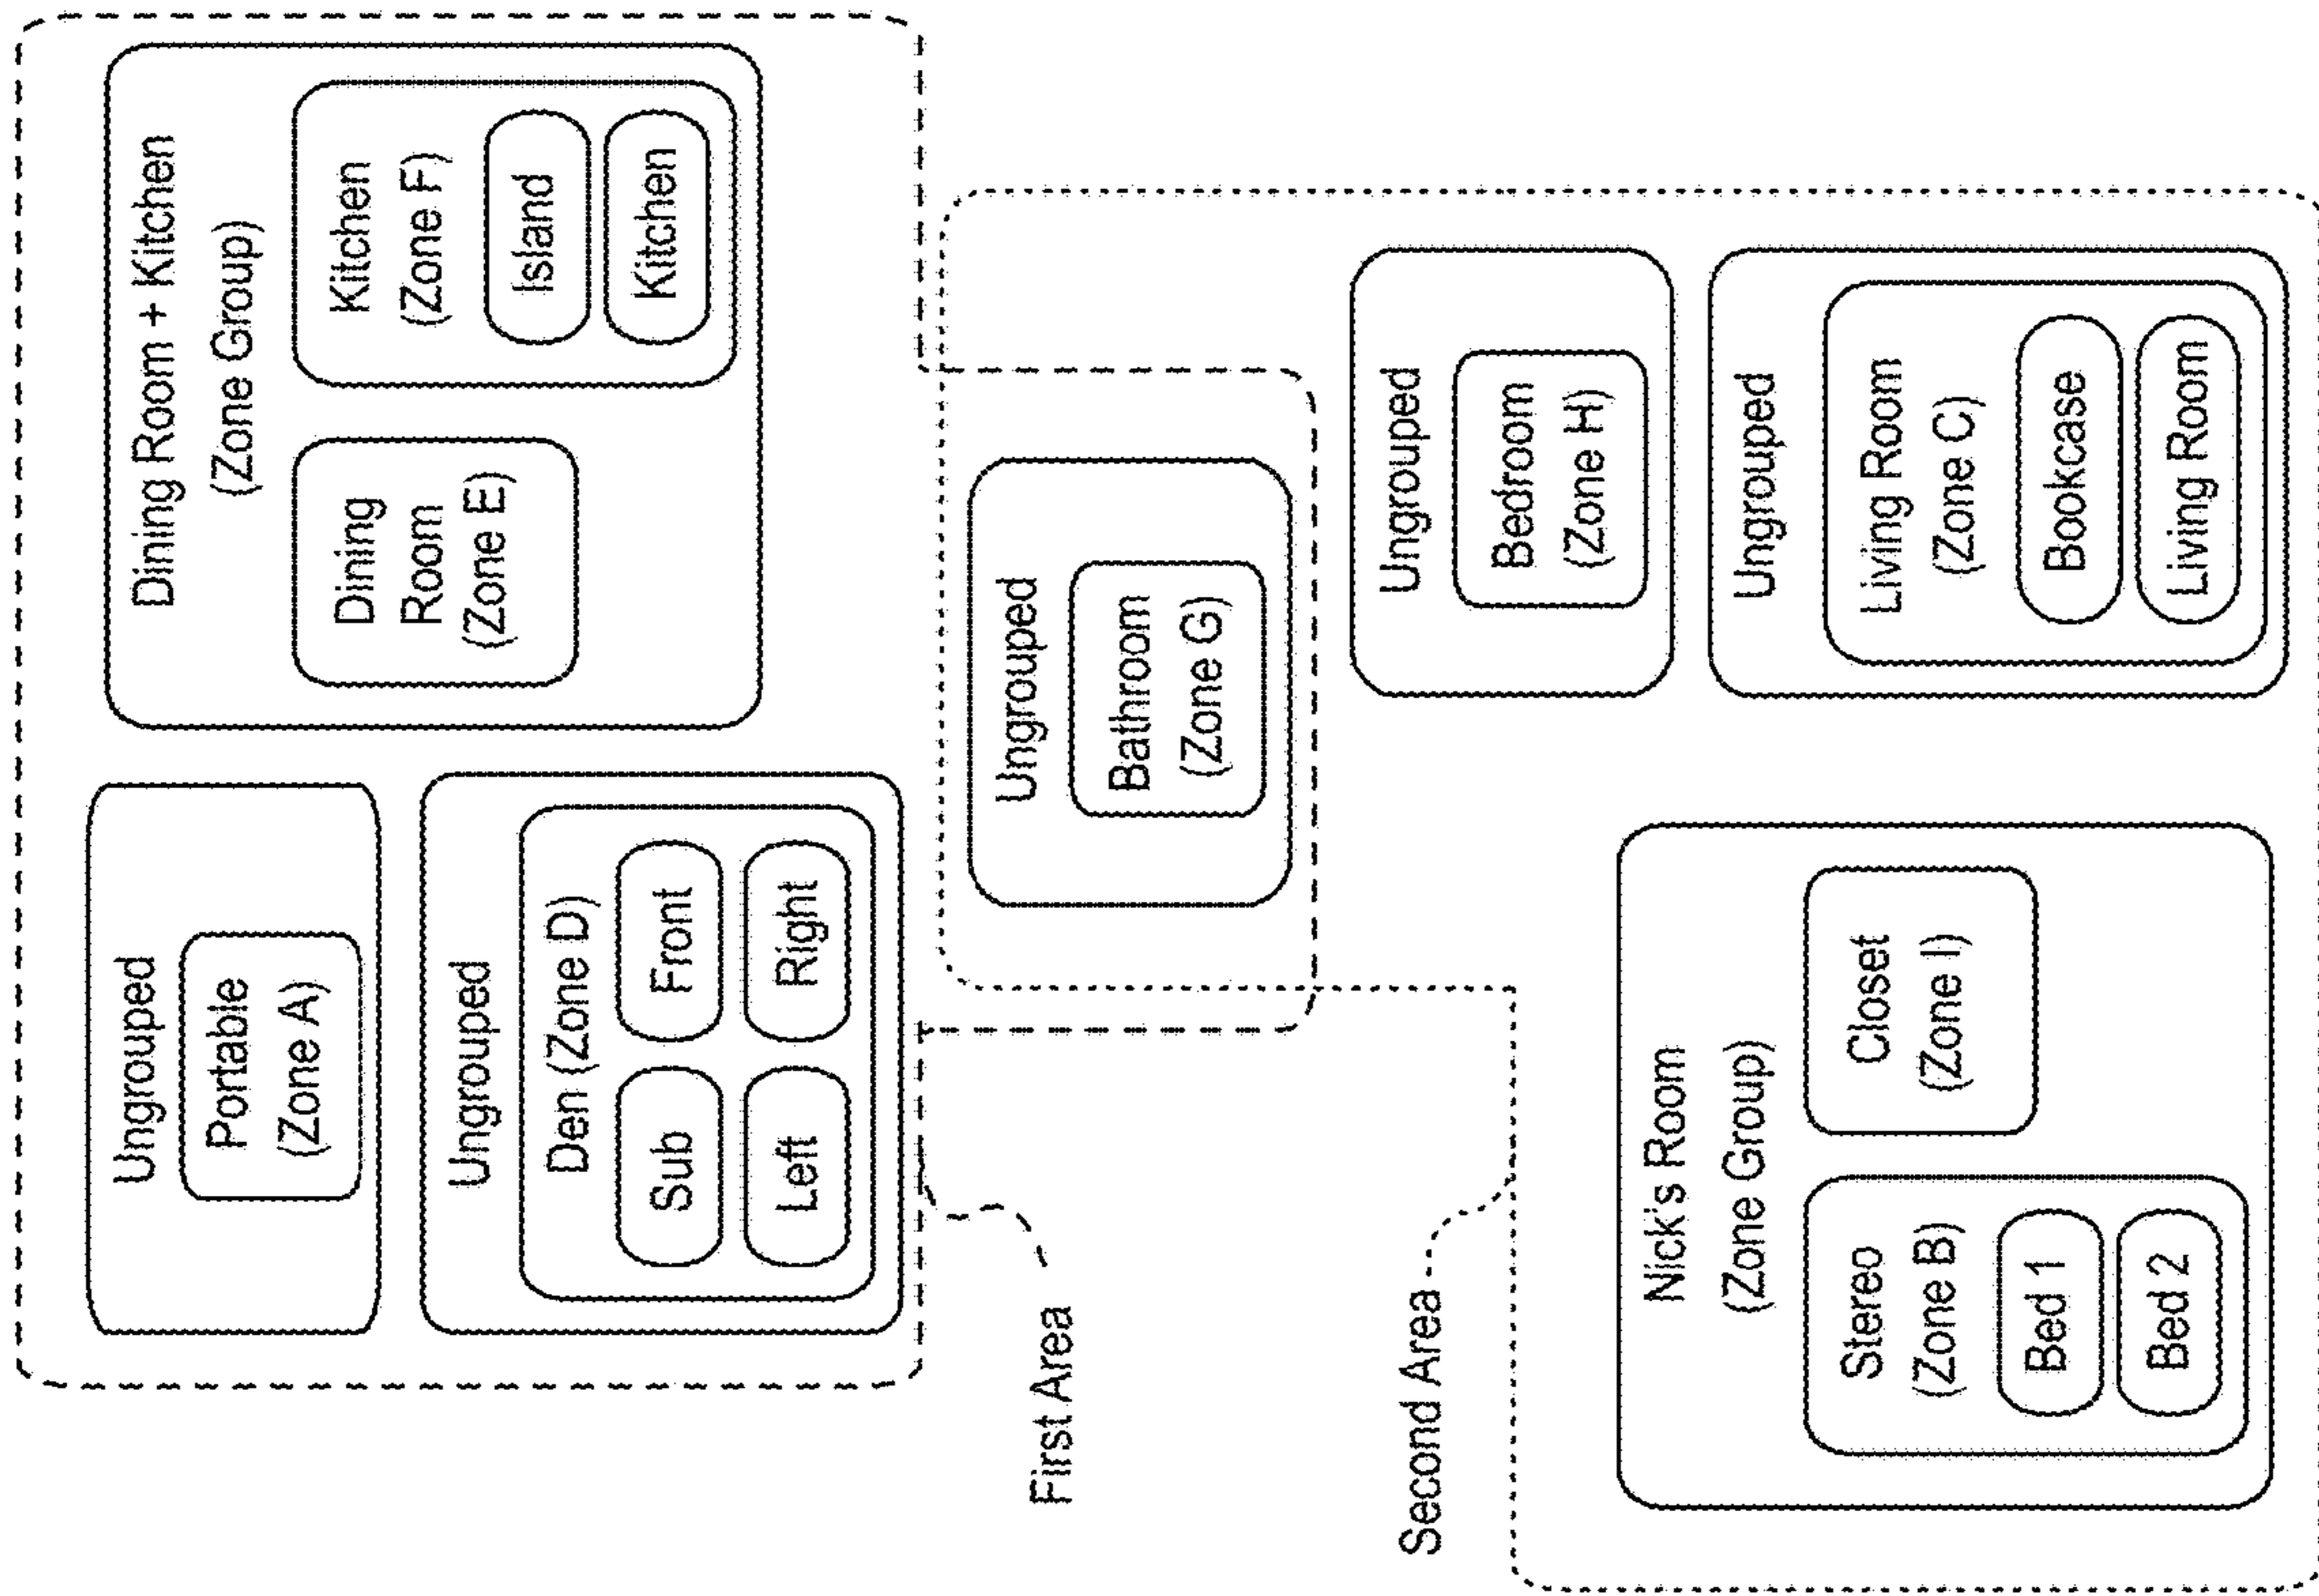 Ungrouped
Portable
(Zone A)
Ungrouped
Den (Zone D)
Sub
Front
Left
Right
Dining Room + Kitchen
(Zone Group)
Dining
Room
(Zone E)
Kitchen
(Zone F)
Island
Kitchen
First Area
Ungrouped
Bathroom
(Zone G)
Second Area
Ungrouped
Bedroom
(Zone H)
Nick's Room
(Zone Group)
Stereo
(Zone B)
Bed 1
Bed 2
Closet
(Zone I)
Ungrouped
Living Room
(Zone C)
Bookcase
Living Room